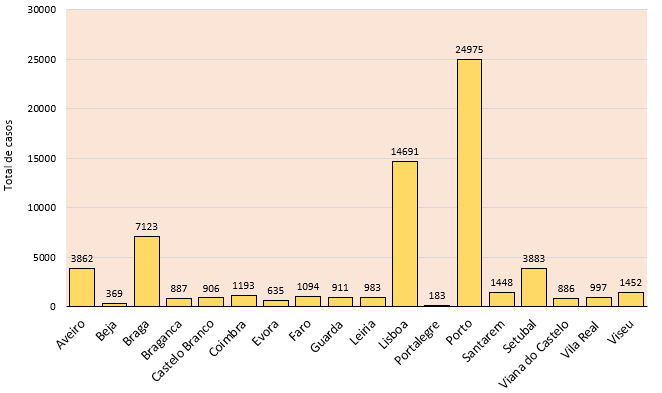 30000
25000
20000
15000
10000
5000
0
Total de casos
3862
369
7123
887
906
1193
635
1094
911
983
14691
183
24975
1448
3883
886
997
1452
Aveiro
Beja
Braga
Braganca
Castelo Branco
Coimbra
Evora
Faro
Guarda
Leiria
Lisboa
Portalegre
Porto
Santarem
Setubal
Viana do Castelo
Vila Real
Viseu